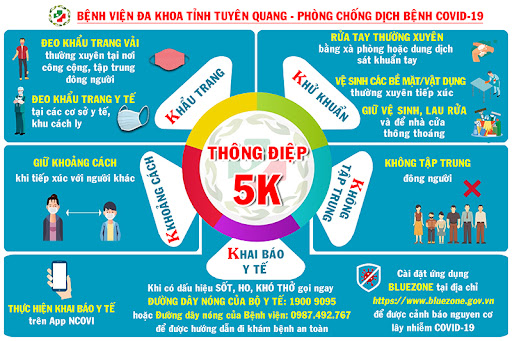 BỆNH VIỆN ĐA KHOA TỈNH TUYÊN QUANG - PHÒNG CHỐNG DỊCH BỆNH COVID-19
ĐEO KHẨU TRANG VẢI
thường xuyên tại nơi
công cộng, tập trung
đông người
ĐEO KHẨU TRANG Y TẾ
tại các cơ sở y tế,
khu cách ly
KHẨU TRANG
KHỬ KHUẨN
RỬA TAY THƯỜNG XUYÊN
bằng xà phòng hoặc dung dịch
sát khuẩn tay
VỆ SINH CÁC BỀ MẶT/VẬT DỤNG
thường xuyên tiếp xúc
GIỮ VỆ SINH, LAU RỬA
và để nhà cửa
thông thoáng
THÔNG ĐIỆP
5K
GIỮ KHOẢNG CÁCH
khi tiếp xúc với người khác
KHOẢNG CÁCH
KHÔNG
TẬP TRUNG
KHÔNG TẬP TRUNG
đông người
KHAI BÁO
Y TẾ
THỰC HIỆN KHAI BÁO Y TẾ
trên App NCOVI
Khi có dấu hiệu SỐT, HO, KHÓ THỞ gọi ngay
ĐƯỜNG DÂY NÓNG CỦA BỘ Y TẾ: 1900 9095
hoặc Đường dây nóng của Bệnh viện: 0987.492.767
để được hướng dẫn đi khám bệnh an toàn
Cài đặt ứng dụng
BLUEZONE tại địa chỉ
https://www.bluezone.gov.vn
để được cảnh báo nguy cơ
lây nhiễm COVID-19